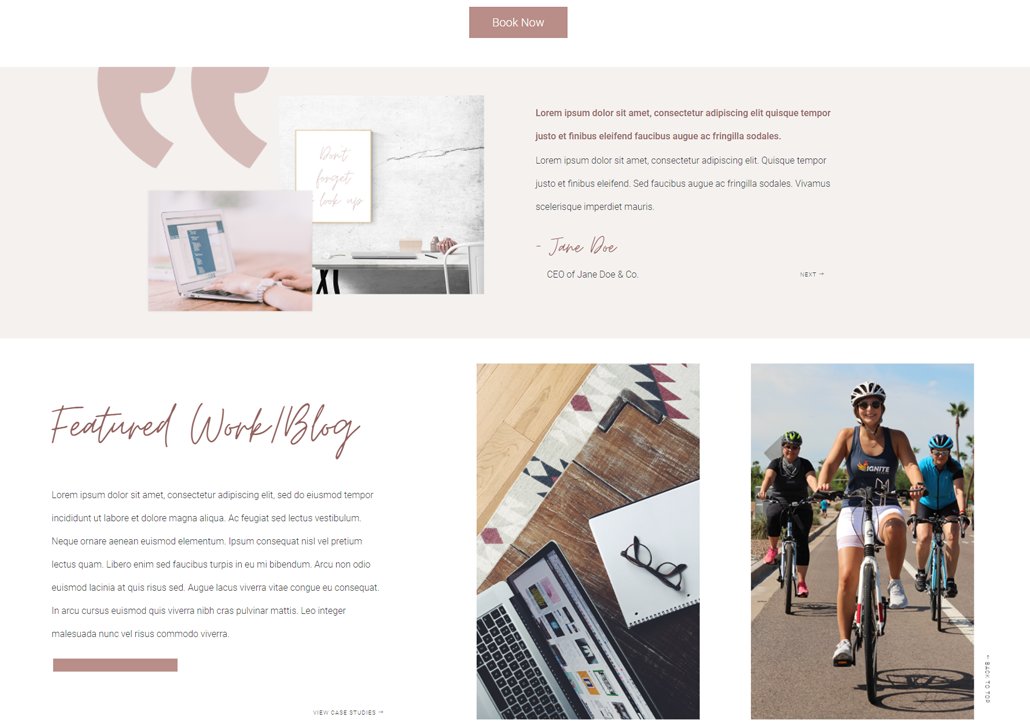 Book Now
Don't
forget
look up
Lorem ipsum dolor sit amet, consectetur adipiscing elit quisque tempor
justo et finibus eleifend faucibus augue ac fringilla sodales.
Lorem ipsum dolor sit amet, consectetur adipiscing elit. Quisque tempor
justo et finibus eleifend. Sed faucibus augue ac fringilla sodales. Vivamus
scelerisque imperdiet mauris.
- Jane Doe
CEO of Jane Doe & Co.
NEXT →
Featured Work/Blog
Lorem ipsum dolor sit amet, consectetur adipiscing elit, sed do eiusmod tempor
incididunt ut labore et dolore magna aliqua. Ac feugiat sed lectus vestibulum.
Neque ornare aenean euismod elementum. Ipsum consequat nisl vel pretium
lectus quam. Libero enim sed faucibus turpis in eu mi bibendum. Arcu non odio
euismod lacinia at quis risus sed. Augue lacus viverra vitae congue eu consequat.
In arcu cursus euismod quis viverra nibh cras pulvinar mattis. Leo integer
malesuada nunc vel risus commodo viverra.
VIEW CASE STUDIES →
IGNITE
← BACK TO TOP